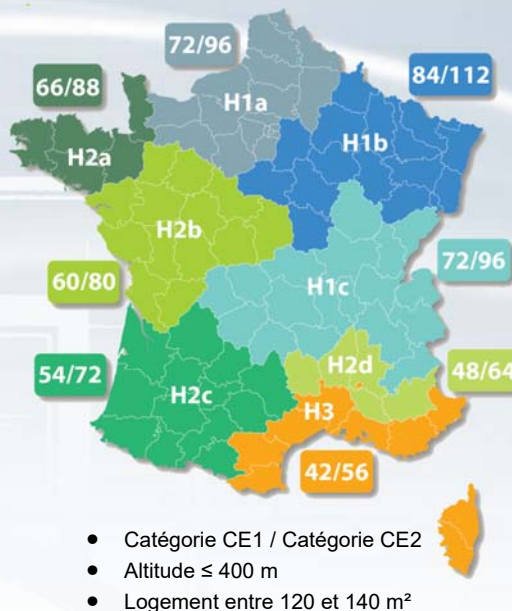 72/96
66/88
84/112
H1a
H1b
H2a
H2b
72/96
60/80
H1c
54/72
H2d
48/64
H2c
H3
42/56
• Catégorie CE1 / Catégorie CE2
• Altitude ≤ 400 m
• Logement entre 120 et 140 m²